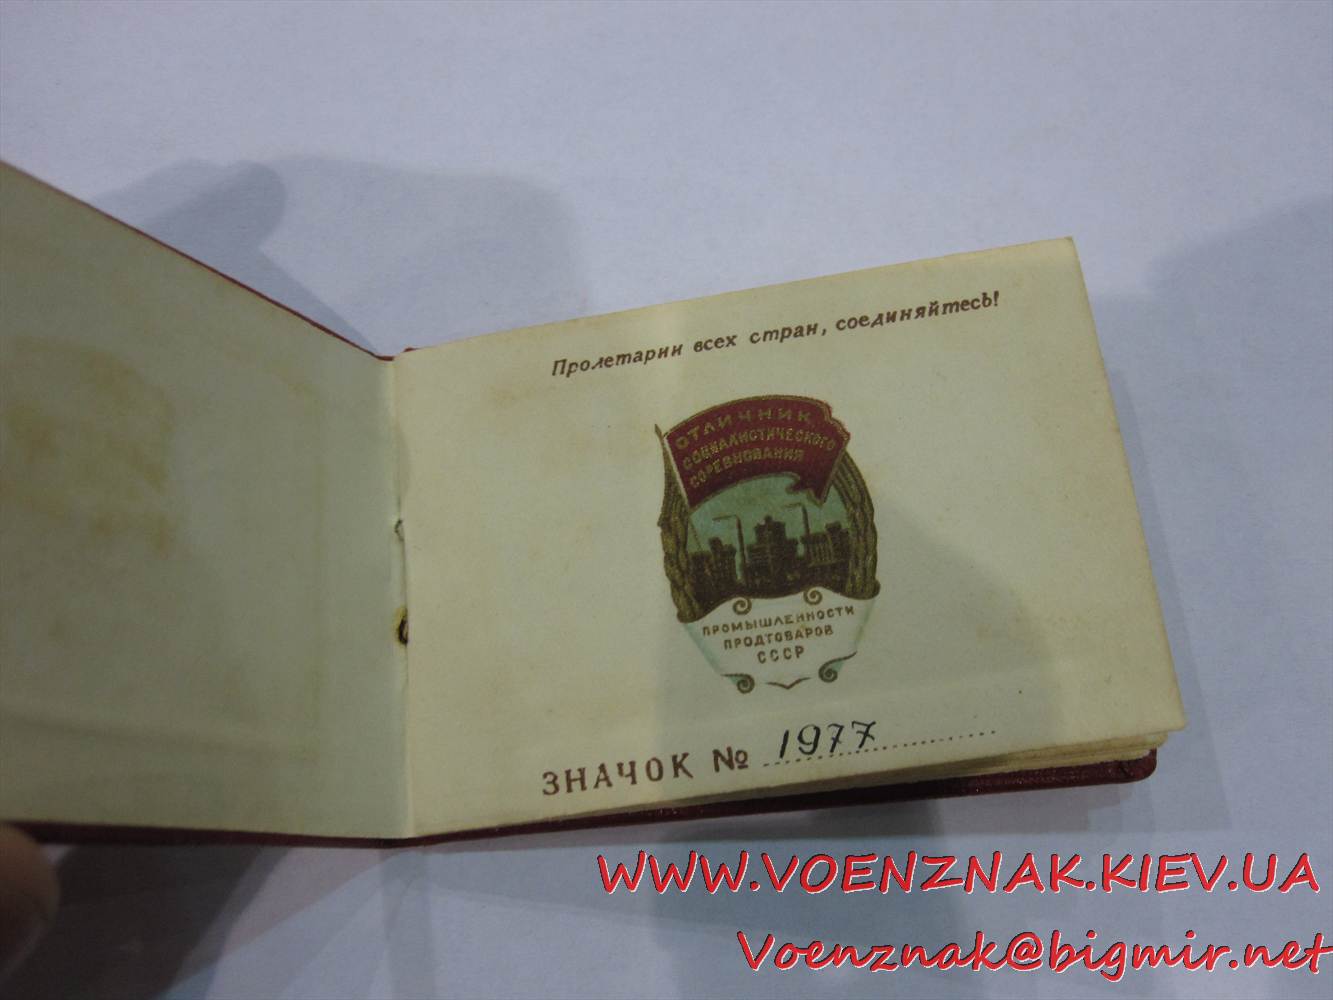 Пролетарии всех стран, соединяйтесь!
ОТЛИЧНИК
СОЦИАЛИСТИЧЕСКОГО
СОРЕВНОВАНИЯ
ПРОМЫШЛЕННОСТИ
ПРОДТОВАРОВ
СССР
ЗНАЧОК № 1977
WWW.VOENZNAK.KIEV.UA
Voenznak@bigmir.net